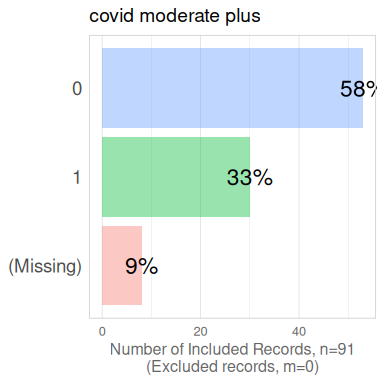 covid moderate plus
0
58%
1
33%
(Missing)
9%
0
20
40
Number of Included Records, n=91
(Excluded records, m=0)